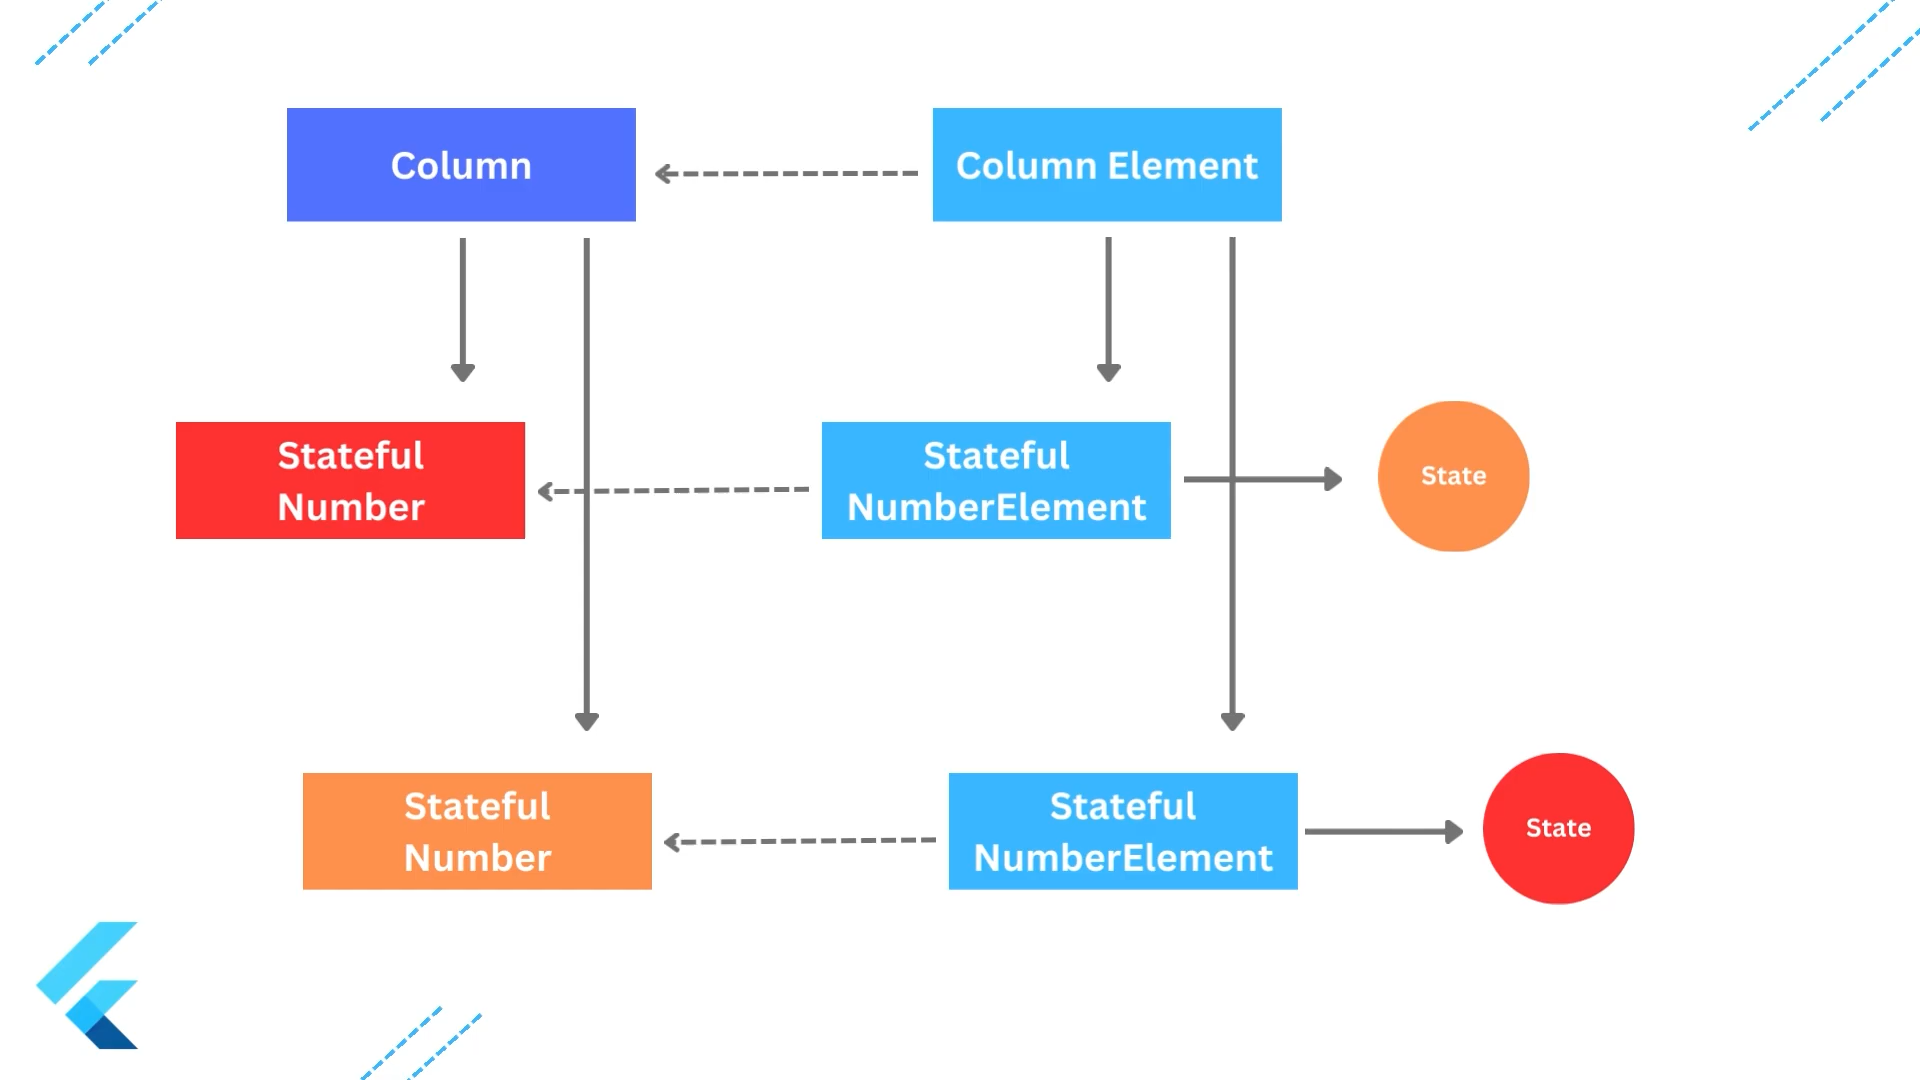 Column
Column Element
Stateful
Number
Stateful
NumberElement
State
Stateful
Number
Stateful
NumberElement
State